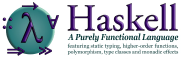 λ
Haskell
A Purely Functional Language
featuring static typing, higher-order functions,
polymorphism, type classes and monadic effects